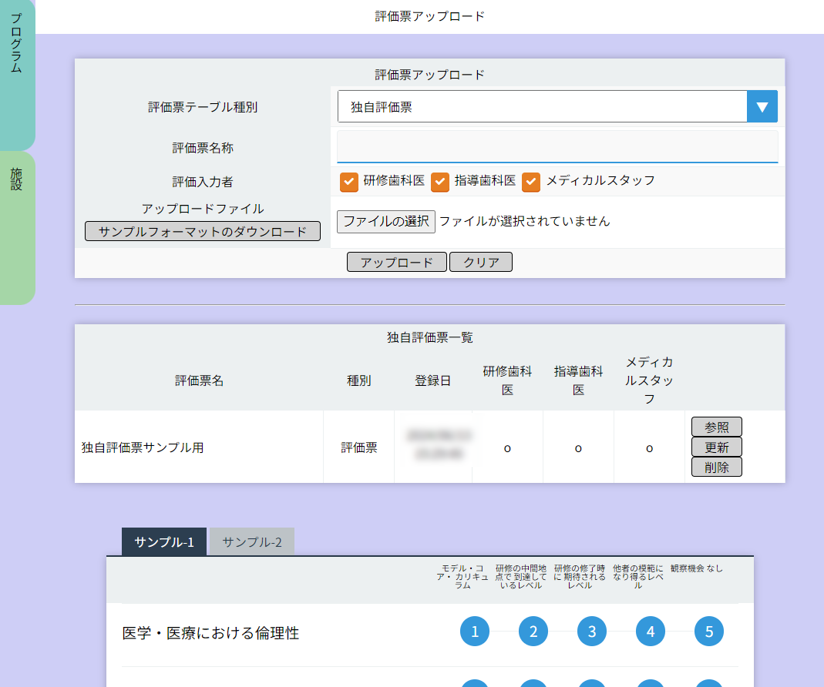 プログラム
施設
評価票アップロード
評価票アップロード
評価票テーブル種別
独自評価票
評価票名称
評価入力者
研修歯科医 指導歯科医 メディカルスタッフ
アップロードファイル
サンプルフォーマットのダウンロード
ファイルの選択 ファイルが選択されていません
アップロード クリア
独自評価票一覧
評価票名 種別 登録日 研修歯科医 指導歯科医 メディカルスタッフ
独自評価票サンプル用 評価票 o o o
参照
更新
削除
サンプル-1 サンプル-2
モデル・コア・カリキュラム 研修の中間地点で 到達しているレベル 研修の修了時に 期待されるレベル 他者の模範になり得るレベル 観察機会 なし
医学・医療における倫理性 1 2 3 4 5